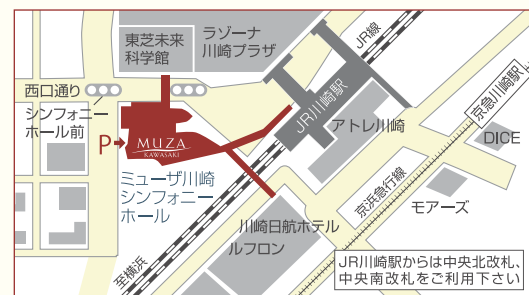 東芝未来
科学館
ラゾーナ
川崎プラザ
JR線
西口通り
シンフォニー
ホール前
P
MUZA
KAWASAKI
ミューザ川崎
シンフォニー
ホール
JR川崎駅
アトレ川崎
京急川崎駅
DICE
京浜急行線
モアーズ
川崎日航ホテル
ルフロン
至横浜
JR川崎駅からは中央北改札、
中央南改札をご利用下さい